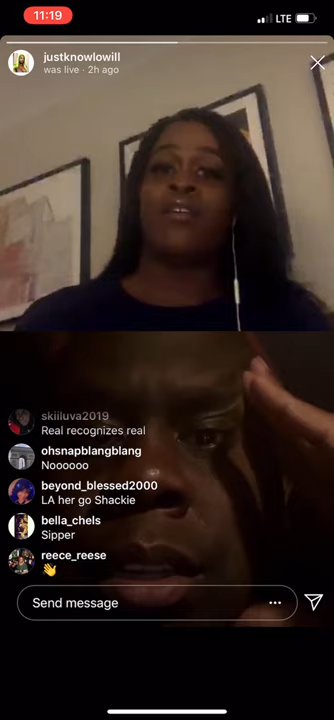 11:19
LTE
justknowlowill
was live · 2h ago
skiiluva2019
Real recognizes real
ohsnapblangblang
Noooooo
beyond_blessed2000
LA her go Shackie
bella_chels
Sipper
reece_reese
👋
Send message